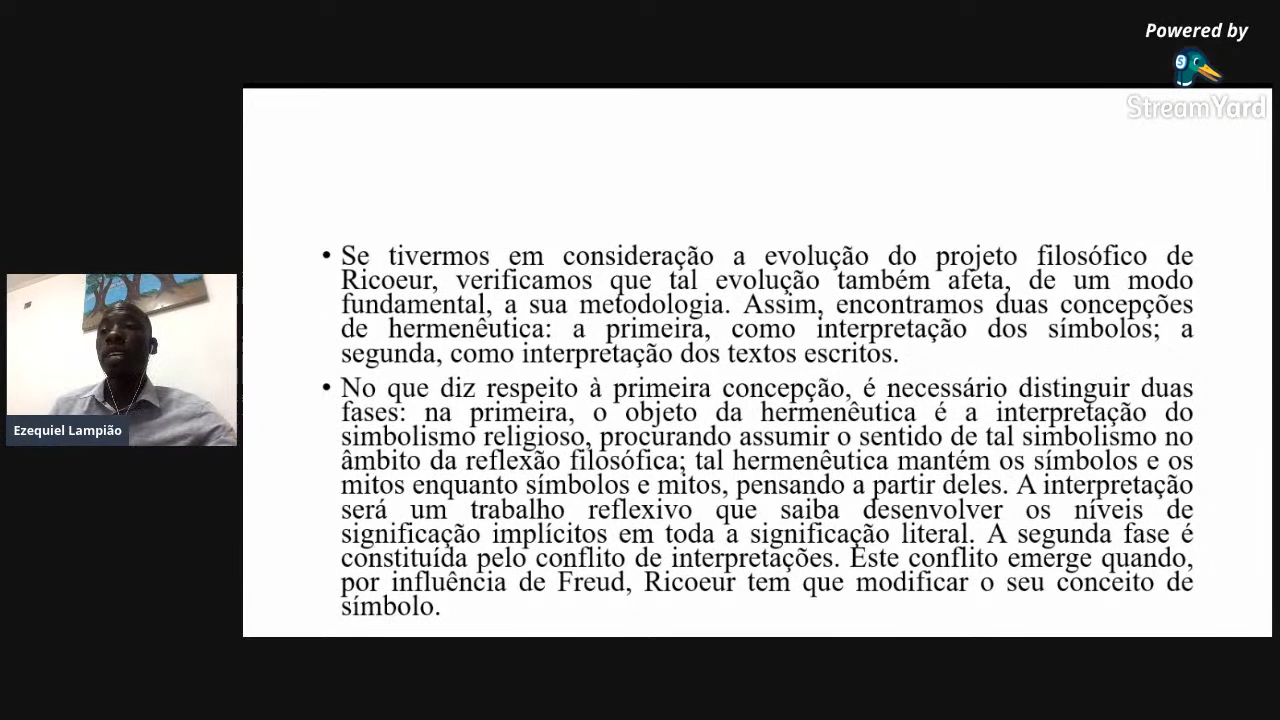 Powered by
StreamYard
• Se tivermos em consideração a evolução do projeto filosófico de
Ricoeur, verificamos que tal evolução também afeta, de um modo
fundamental, a sua metodologia. Assim, encontramos duas concepções
de hermenêutica: a primeira, como interpretação dos símbolos; a
segunda, como interpretação dos textos escritos.
• No que diz respeito à primeira concepção, é necessário distinguir duas
fases: na primeira, o objeto da hermenêutica é a interpretação do
simbolismo religioso, procurando assumir o sentido de tal simbolismo no
âmbito da reflexão filosófica; tal hermenêutica mantém os símbolos e os
mitos enquanto símbolos e mitos, pensando a partir deles. A interpretação
será um trabalho reflexivo que saiba desenvolver os níveis de
significação implícitos em toda a significação literal. A segunda fase é
constituída pelo conflito de interpretações. Este conflito emerge quando,
por influência de Freud, Ricoeur tem que modificar o seu conceito de
símbolo.
Ezequiel Lampião